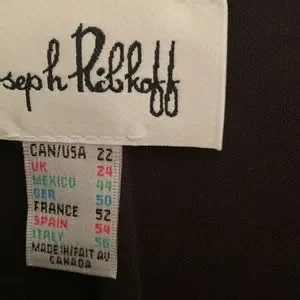 seph Ribkoff
CAN/USA 22
UK 24
MEXICO 44
GER 50
FRANCE 52
SPAIN 54
ITALY 56
MADE IN/FAIT AU
CANADA